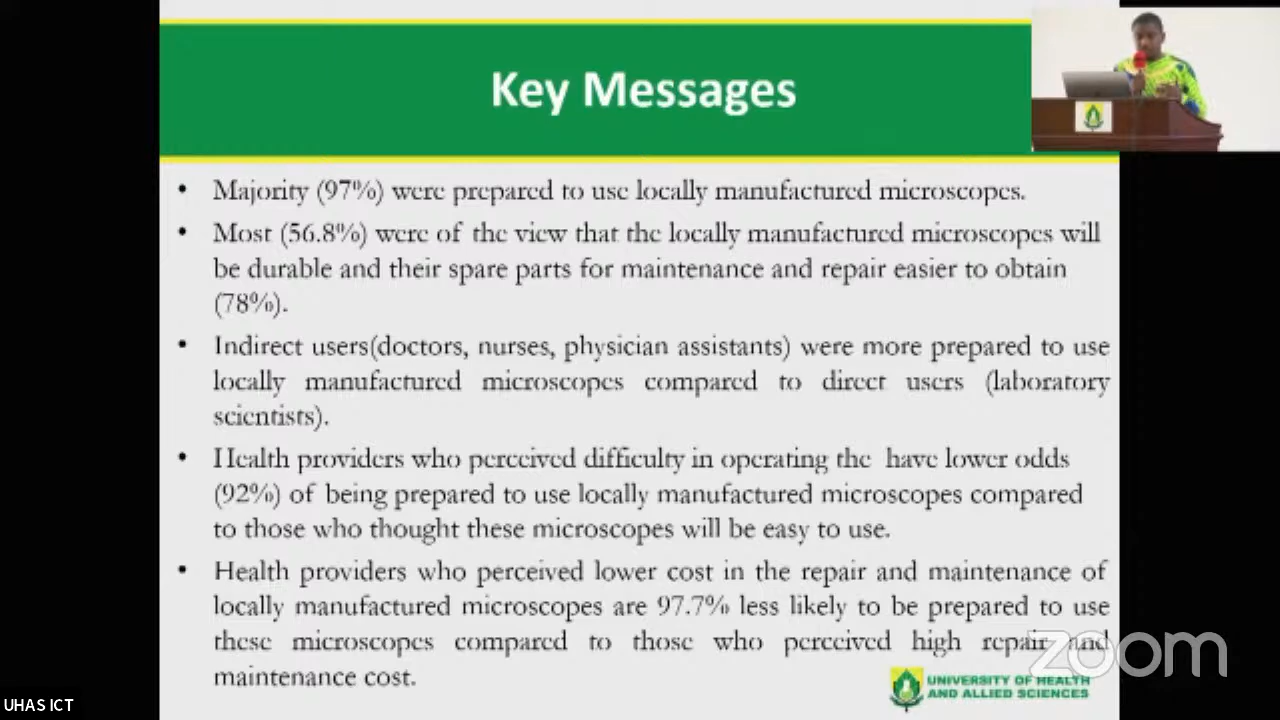 Key Messages
• Majority (97%) were prepared to use locally manufactured microscopes.
• Most (56.8%) were of the view that the locally manufactured microscopes will
be durable and their spare parts for maintenance and repair easier to obtain
(78%).
• Indirect users(doctors, nurses, physician assistants) were more prepared to use
locally manufactured microscopes compared to direct users (laboratory
scientists).
• Health providers who perceived difficulty in operating the have lower odds
(92%) of being prepared to use locally manufactured microscopes compared
to those who thought these microscopes will be easy to use.
• Health providers who perceived lower cost in the repair and maintenance of
locally manufactured microscopes are 97.7% less likely to be prepared to use
these microscopes compared to those who perceived high repair and
maintenance cost.
zoom
UNIVERSITY OF HEALTH
AND ALLIED SCIENCES
UHAS ICT